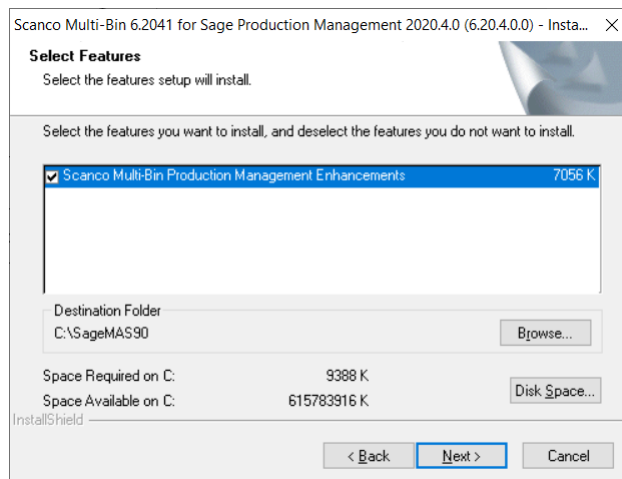 Scanco Multi-Bin 6.2041 for Sage Production Management 2020.4.0 (6.20.4.0.0) - Insta...
Select Features
Select the features setup will install.
Select the features you want to install, and deselect the features you do not want to install.
Scanco Multi-Bin Production Management Enhancements 7056 K
Destination Folder
C:\SageMAS90
Browse...
Space Required on C: 9388 K
Space Available on C: 615783916 K
Disk Space...
InstallShield
< Back Next > Cancel